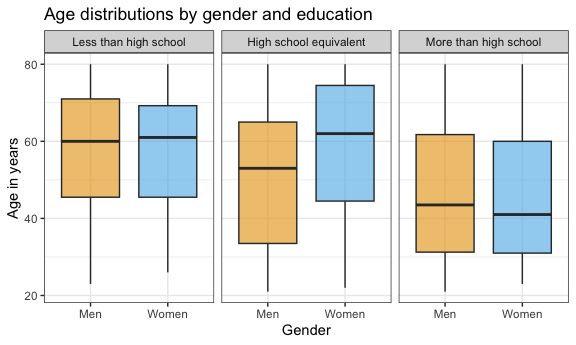 Age distributions by gender and education
Less than high school
High school equivalent
More than high school
Age in years
80
60
40
20
Men
Women
Men
Women
Men
Women
Gender